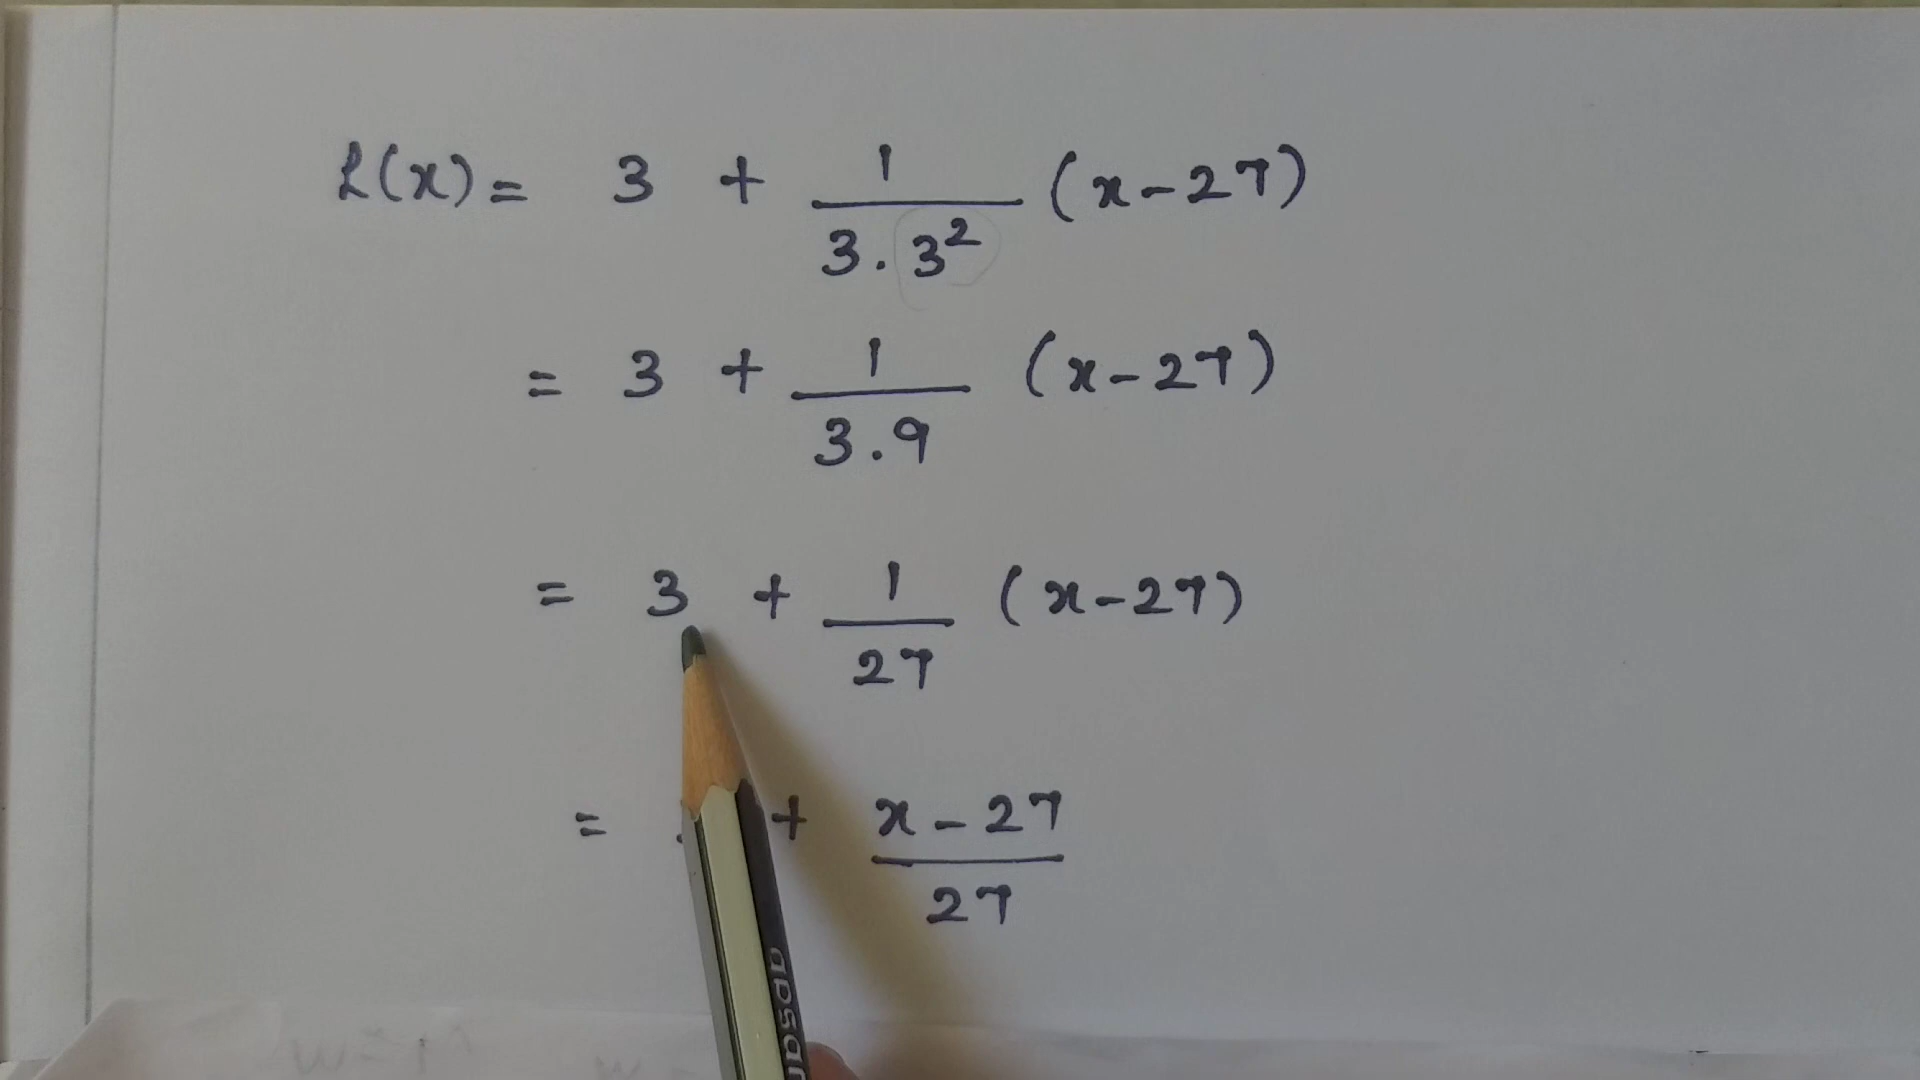 L(x) = 3 + 1/(3.3²) (x-27)
= 3 + 1/(3.9) (x-27)
= 3 + 1/27 (x-27)
= + (x-27)/27